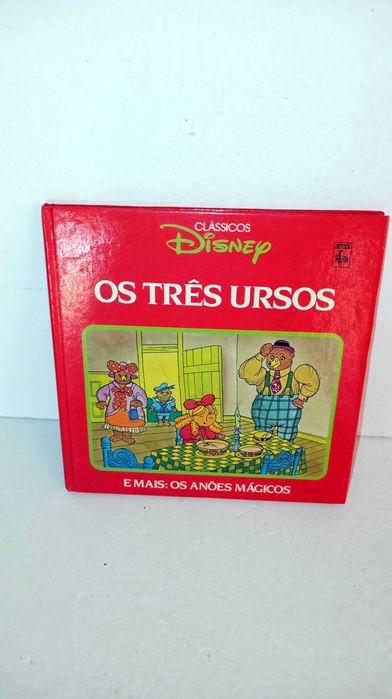 CLÁSSICOS
Disney
OS TRÊS URSOS
E MAIS: OS ANÕES MÁGICOS